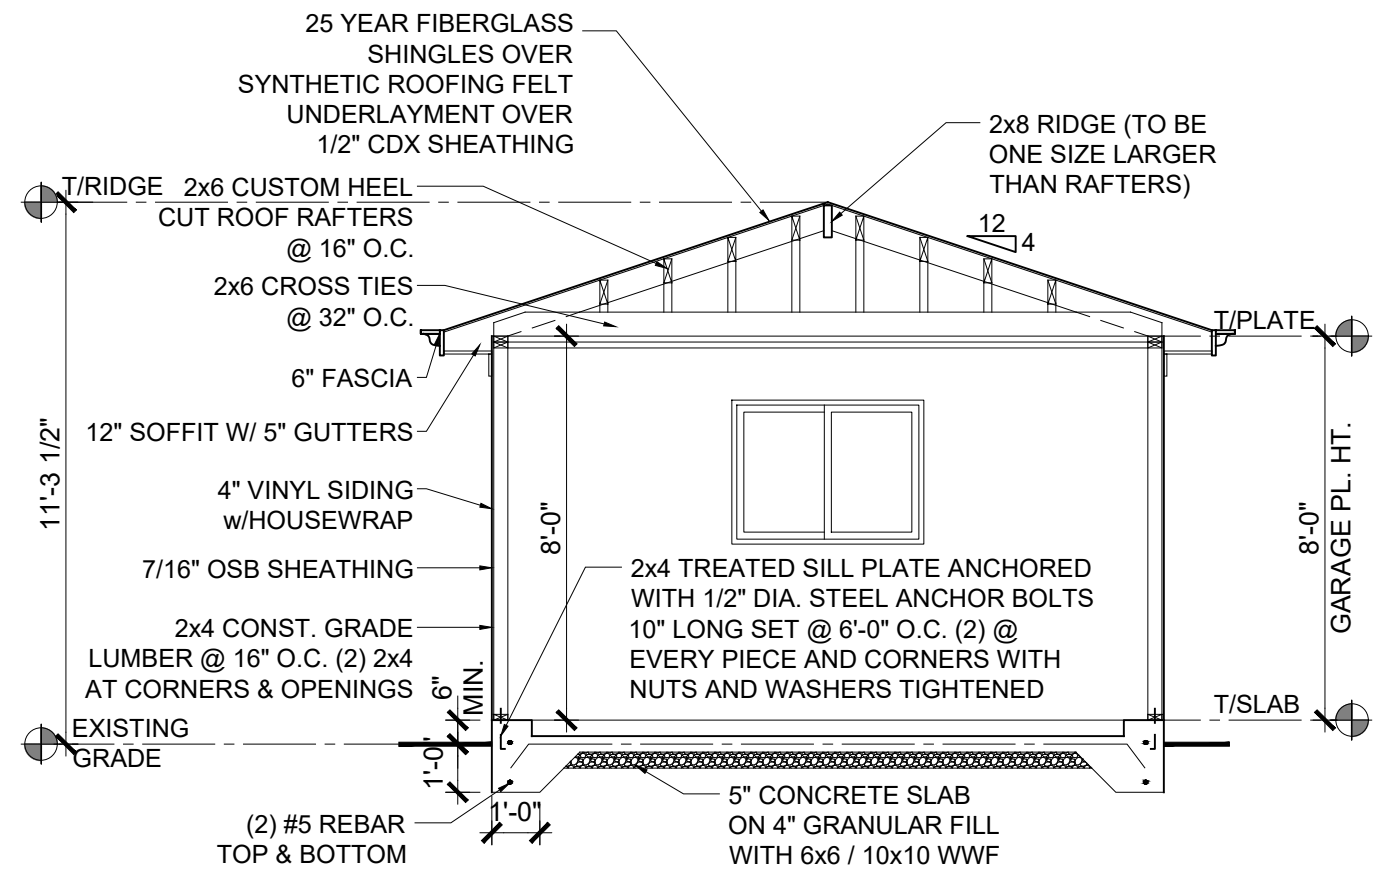 25 YEAR FIBERGLASS
SHINGLES OVER
SYNTHETIC ROOFING FELT
UNDERLAYMENT OVER
1/2" CDX SHEATHING
2x8 RIDGE (TO BE
ONE SIZE LARGER
THAN RAFTERS)
T/RIDGE
2x6 CUSTOM HEEL
CUT ROOF RAFTERS
@ 16" O.C.
12
4
2x6 CROSS TIES
@ 32" O.C.
T/PLATE
6" FASCIA
12" SOFFIT W/ 5" GUTTERS
11'-3 1/2"
4" VINYL SIDING
w/HOUSEWRAP
8'-0"
8'-0"
GARAGE PL. HT.
7/16" OSB SHEATHING
2x4 TREATED SILL PLATE ANCHORED
WITH 1/2" DIA. STEEL ANCHOR BOLTS
10" LONG SET @ 6'-0" O.C. (2) @
EVERY PIECE AND CORNERS WITH
NUTS AND WASHERS TIGHTENED
2x4 CONST. GRADE
LUMBER @ 16" O.C. (2) 2x4
AT CORNERS & OPENINGS
6"
MIN.
T/SLAB
EXISTING
GRADE
1'-0"
1'-0"
(2) #5 REBAR
TOP & BOTTOM
5" CONCRETE SLAB
ON 4" GRANULAR FILL
WITH 6x6 / 10x10 WWF